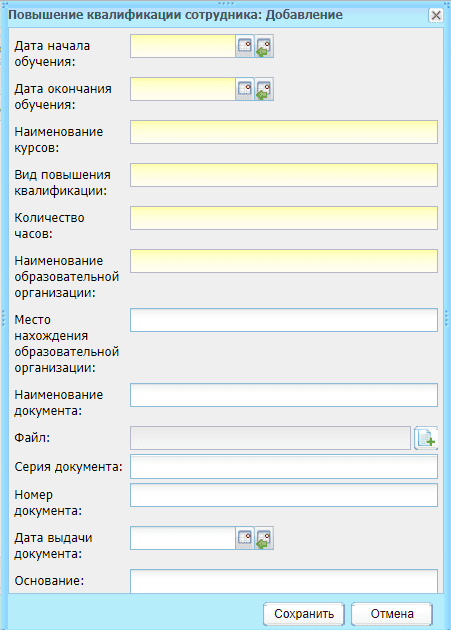 Повышение квалификации сотрудника: Добавление
Дата начала
обучения:
Дата окончания
обучения:
Наименование
курсов:
Вид повышения
квалификации:
Количество
часов:
Наименование
образовательной
организации:
Место
нахождения
образовательной
организации:
Наименование
документа:
Файл:
Серия документа:
Номер
документа:
Дата выдачи
документа:
Основание:
Сохранить
Отмена